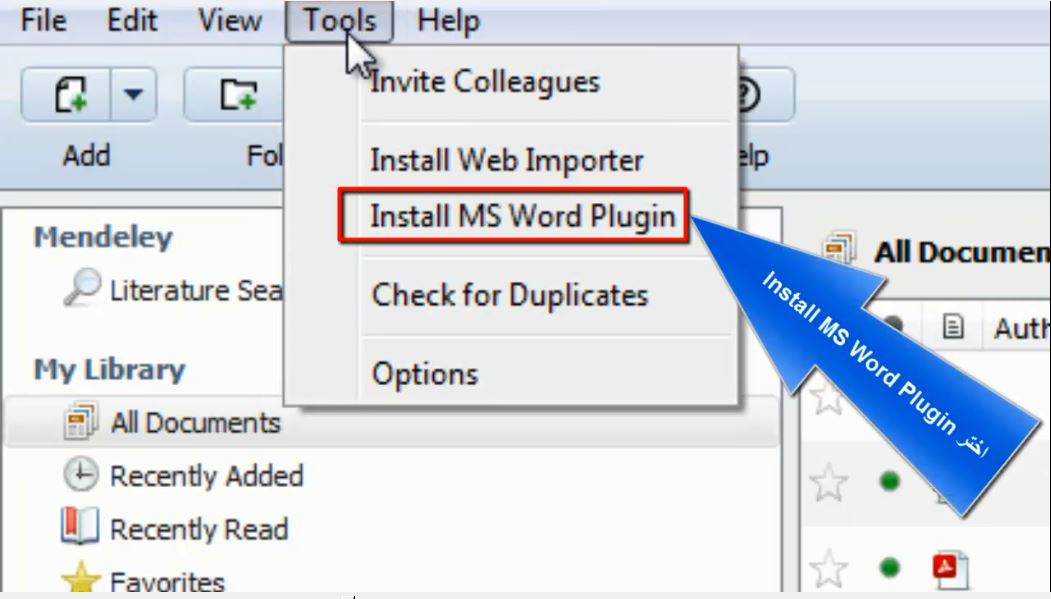 File Edit View Tools Help
Invite Colleagues
Add
Install Web Importer
Install MS Word Plugin
Check for Duplicates
Options
Mendeley
Literature Sea
My Library
All Documents
Recently Added
Recently Read
Favorites
All Documen
Auth
اختر Install MS Word Plugin